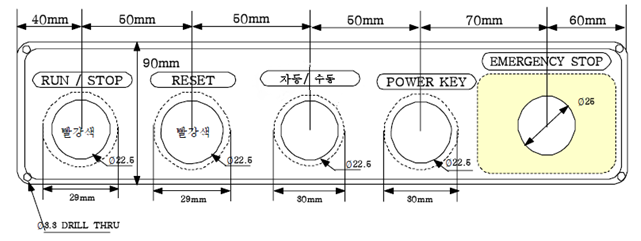 40mm 50mm 50mm 50mm 70mm 60mm
90mm
RUN / STOP RESET 자동/ 수동 POWER KEY EMERGENCY STOP
빨강색 빨강색 Ø25
Ø22.5 Ø22.5 Ø22.5 Ø22.5
29mm 29mm 30mm 30mm
Ø3.3 DRILL THRU